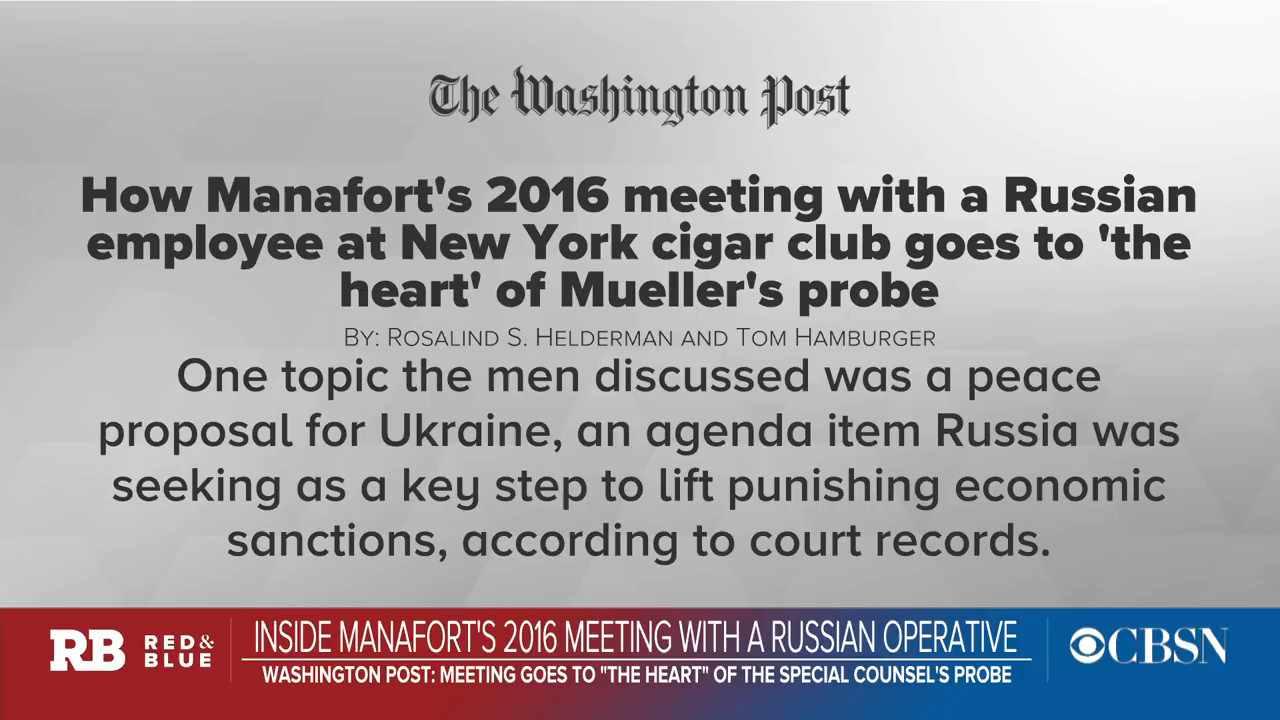 The Washington Post
How Manafort's 2016 meeting with a Russian
employee at New York cigar club goes to 'the
heart' of Mueller's probe
BY: ROSALIND S. HELDERMAN AND TOM HAMBURGER
One topic the men discussed was a peace
proposal for Ukraine, an agenda item Russia was
seeking as a key step to lift punishing economic
sanctions, according to court records.
RB RED& BLUE
INSIDE MANAFORT'S 2016 MEETING WITH A RUSSIAN OPERATIVE
WASHINGTON POST: MEETING GOES TO "THE HEART" OF THE SPECIAL COUNSEL'S PROBE
CBSN